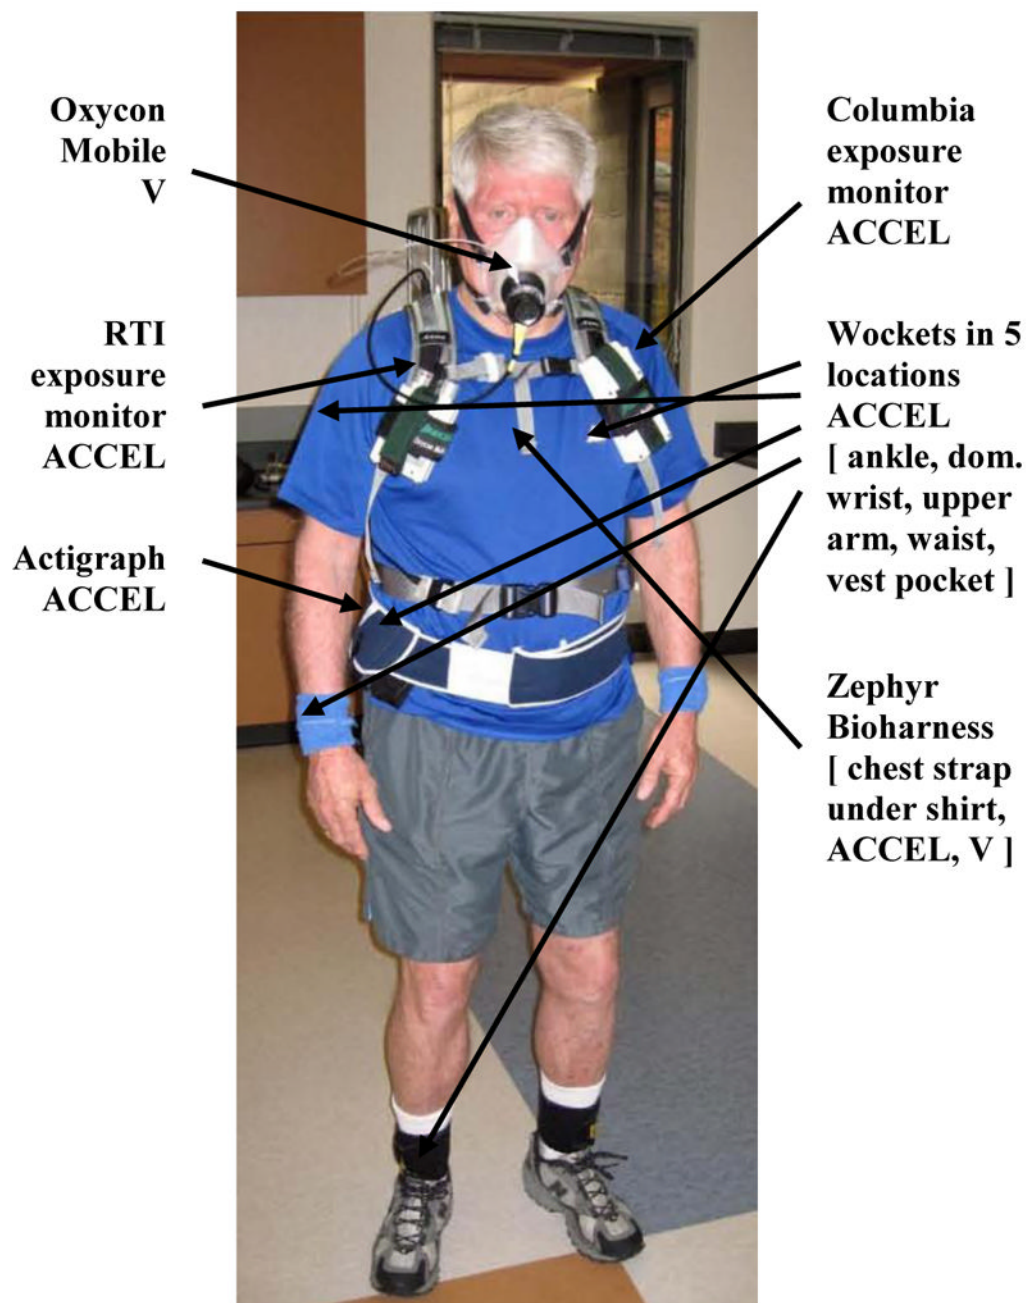 Oxycon
Mobile
V
RTI
exposure
monitor
ACCEL
Actigraph
ACCEL
Columbia
exposure
monitor
ACCEL
Wockets in 5
locations
ACCEL
[ ankle, dom.
wrist, upper
arm, waist,
vest pocket ]
Zephyr
Bioharness
[ chest strap
under shirt,
ACCEL, V ]